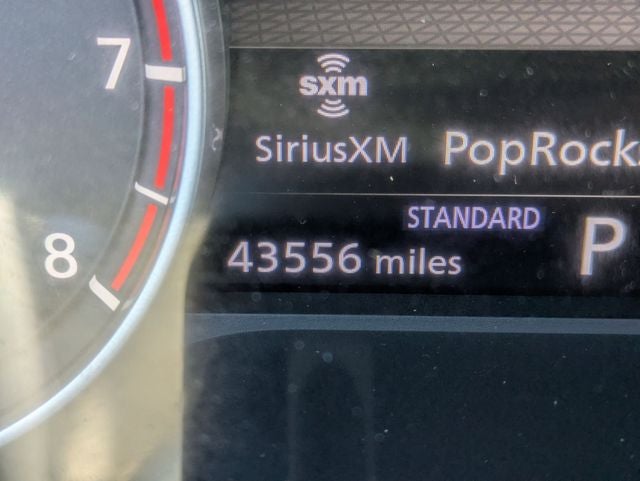 7
sxm
SiriusXM PopRock
STANDARD
P
8
43556 miles